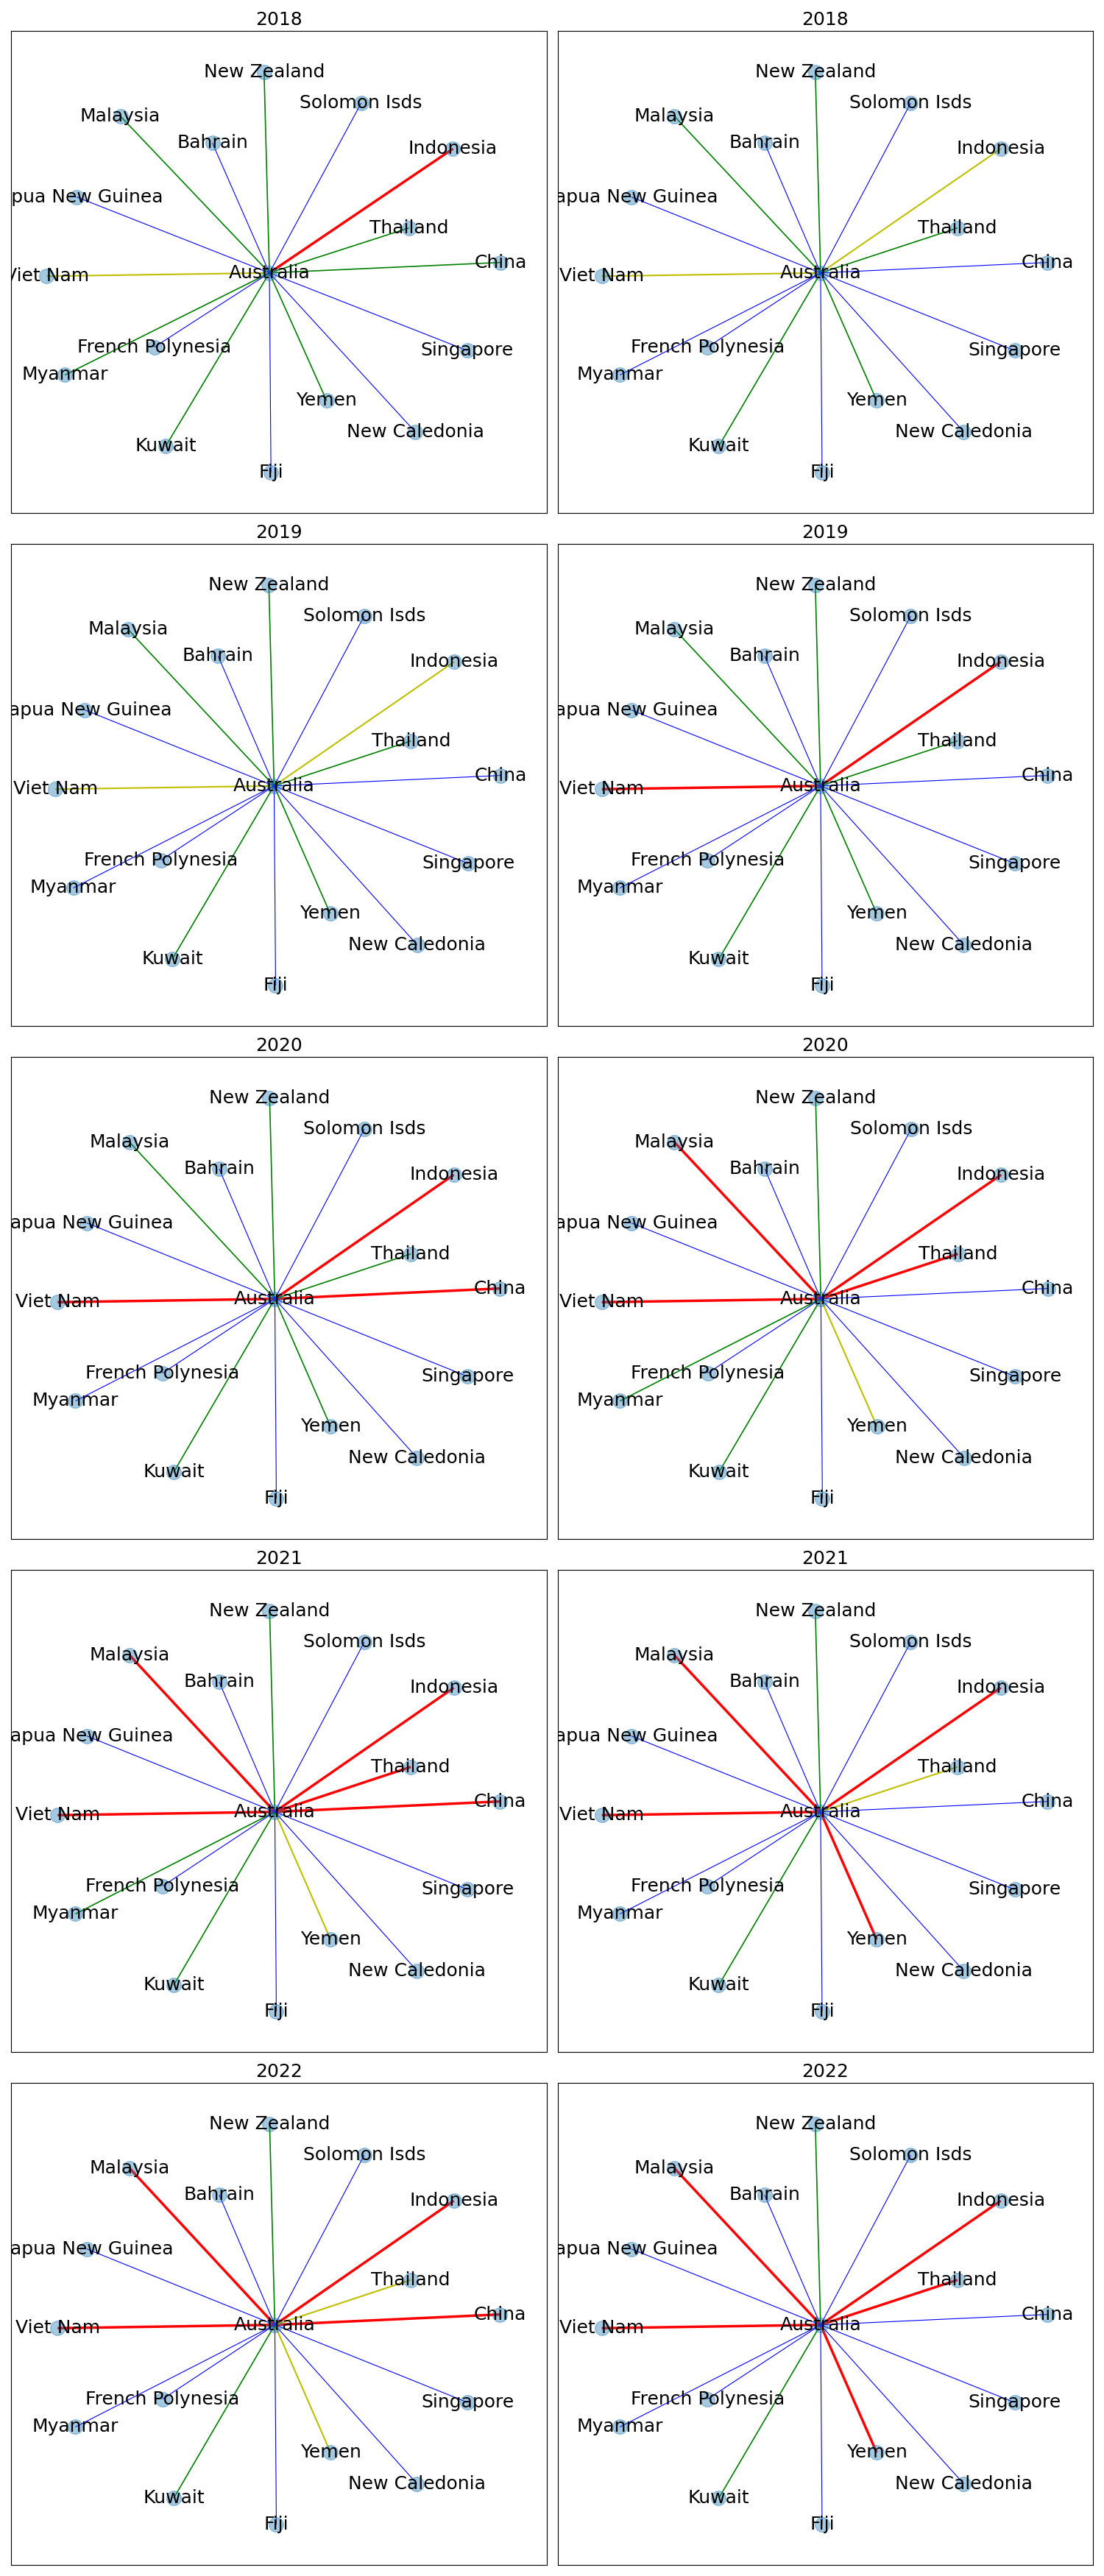 2018
New Zealand
Solomon Isds
Malaysia
Bahrain
Indonesia
pua New Guinea
Thailand
China
Australia
Viet Nam
French Polynesia
Singapore
Myanmar
Yemen
New Caledonia
Kuwait
Fiji
2018
New Zealand
Solomon Isds
Malaysia
Bahrain
Indonesia
apua New Guinea
Thailand
China
Australia
Viet Nam
French Polynesia
Singapore
Myanmar
Yemen
New Caledonia
Kuwait
Fiji
2019
New Zealand
Solomon Isds
Malaysia
Bahrain
Indonesia
apua New Guinea
Thailand
China
Australia
Viet Nam
French Polynesia
Singapore
Myanmar
Yemen
New Caledonia
Kuwait
Fiji
2019
New Zealand
Solomon Isds
Malaysia
Bahrain
Indonesia
apua New Guinea
Thailand
China
Australia
Viet Nam
French Polynesia
Singapore
Myanmar
Yemen
New Caledonia
Kuwait
Fiji
2020
New Zealand
Solomon Isds
Malaysia
Bahrain
Indonesia
apua New Guinea
Thailand
China
Australia
Viet Nam
French Polynesia
Singapore
Myanmar
Yemen
New Caledonia
Kuwait
Fiji
2020
New Zealand
Solomon Isds
Malaysia
Bahrain
Indonesia
apua New Guinea
Thailand
China
Australia
Viet Nam
French Polynesia
Singapore
Myanmar
Yemen
New Caledonia
Kuwait
Fiji
2021
New Zealand
Solomon Isds
Malaysia
Bahrain
Indonesia
apua New Guinea
Thailand
China
Australia
Viet Nam
French Polynesia
Singapore
Myanmar
Yemen
New Caledonia
Kuwait
Fiji
2021
New Zealand
Solomon Isds
Malaysia
Bahrain
Indonesia
apua New Guinea
Thailand
China
Australia
Viet Nam
French Polynesia
Singapore
Myanmar
Yemen
New Caledonia
Kuwait
Fiji
2022
New Zealand
Solomon Isds
Malaysia
Bahrain
Indonesia
apua New Guinea
Thailand
China
Australia
Viet Nam
French Polynesia
Singapore
Myanmar
Yemen
New Caledonia
Kuwait
Fiji
2022
New Zealand
Solomon Isds
Malaysia
Bahrain
Indonesia
apua New Guinea
Thailand
China
Australia
Viet Nam
French Polynesia
Singapore
Myanmar
Yemen
New Caledonia
Kuwait
Fiji